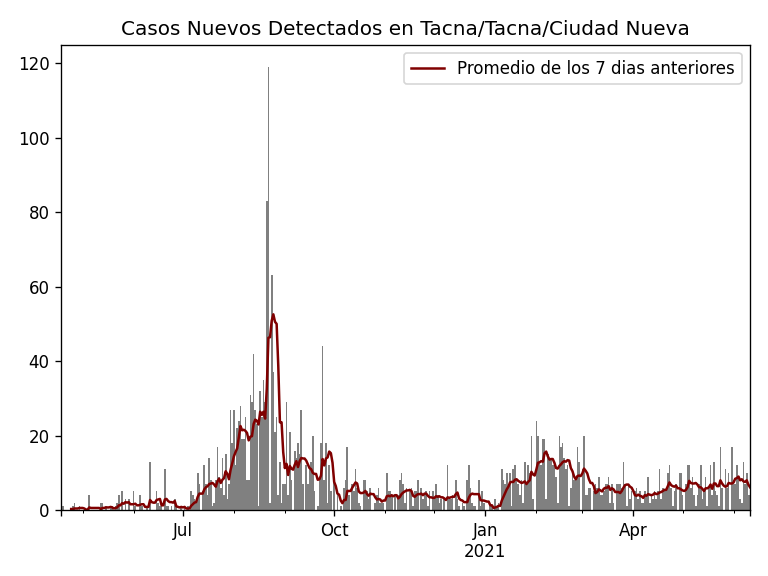 Casos Nuevos Detectados en Tacna/Tacna/Ciudad Nueva
Promedio de los 7 dias anteriores
120
100
80
60
40
20
0
Jul
Oct
Jan
2021
Apr